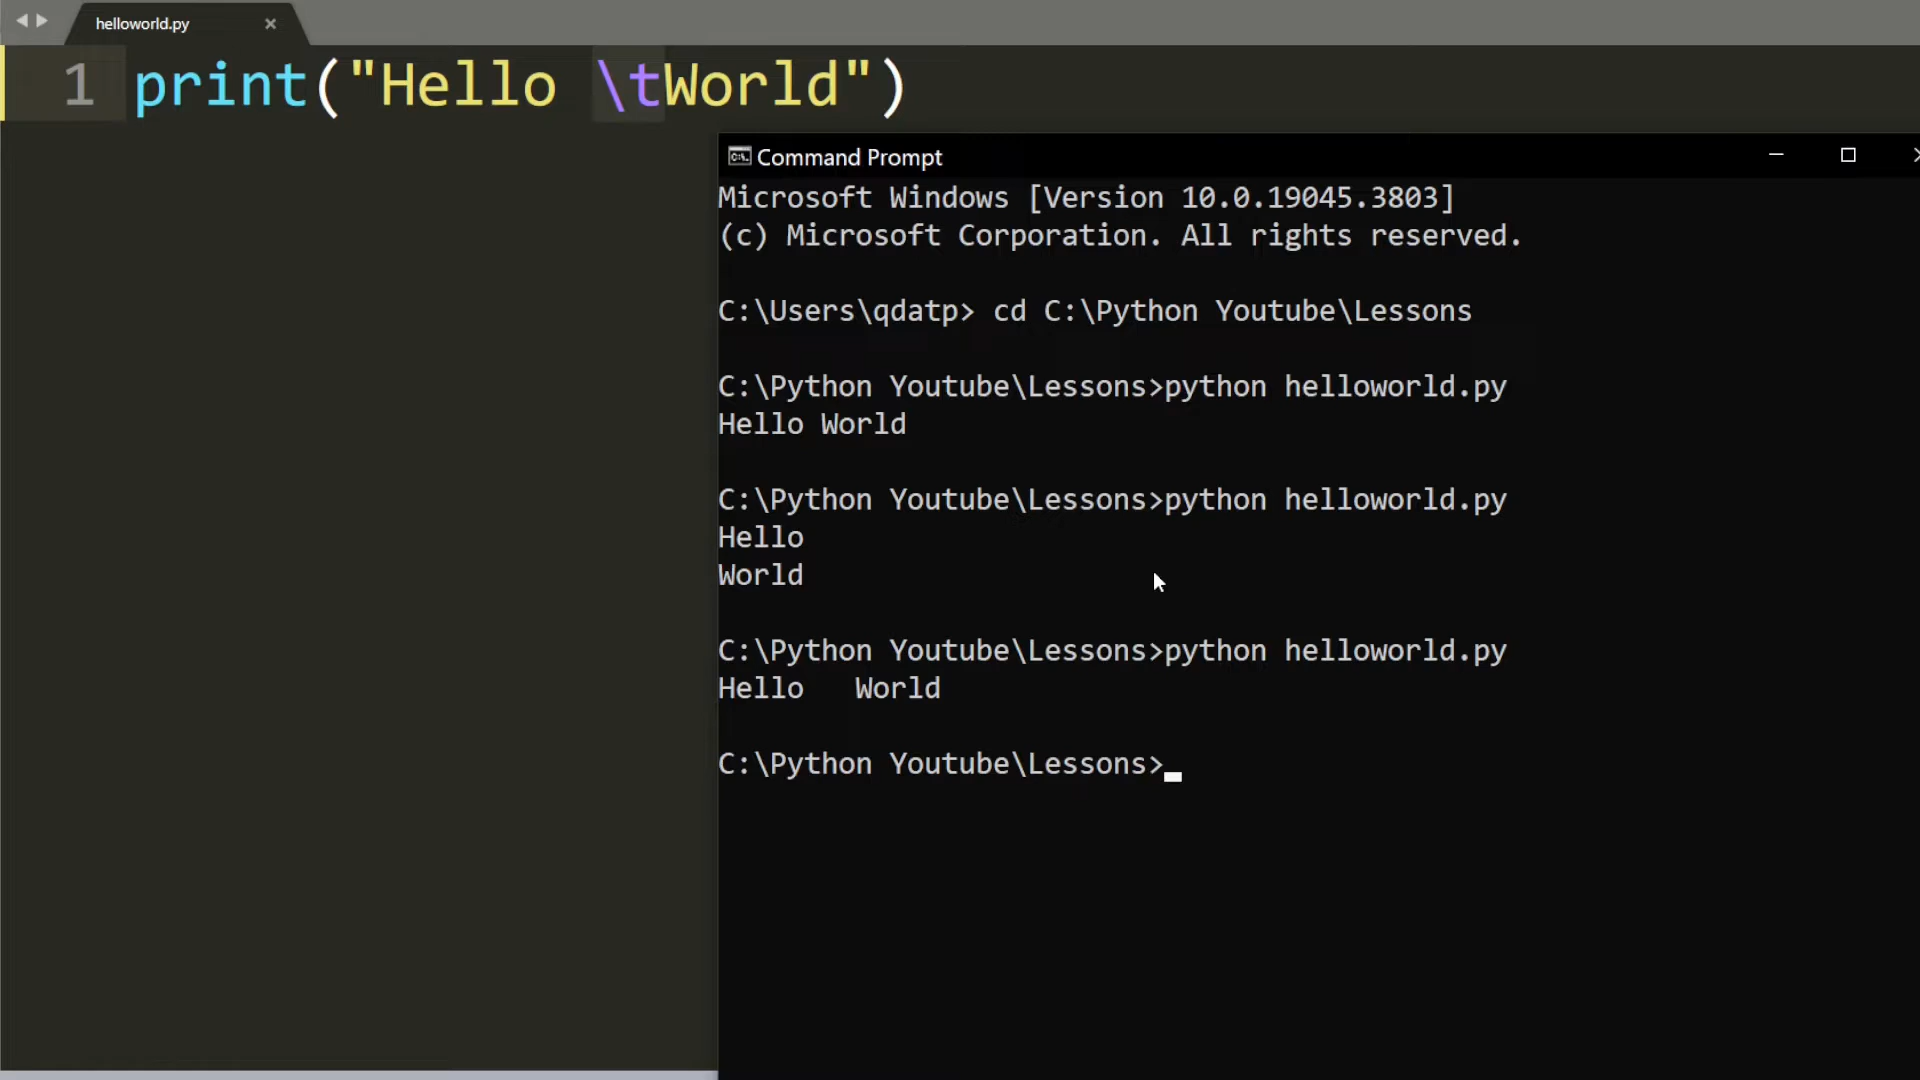 helloworld.py
1 print("Hello \tWorld")
Command Prompt
Microsoft Windows [Version 10.0.19045.3803]
(c) Microsoft Corporation. All rights reserved.
C:\Users\qdatp> cd C:\Python Youtube\Lessons
C:\Python Youtube\Lessons>python helloworld.py
Hello World
C:\Python Youtube\Lessons>python helloworld.py
Hello
World
C:\Python Youtube\Lessons>python helloworld.py
Hello   World
C:\Python Youtube\Lessons>